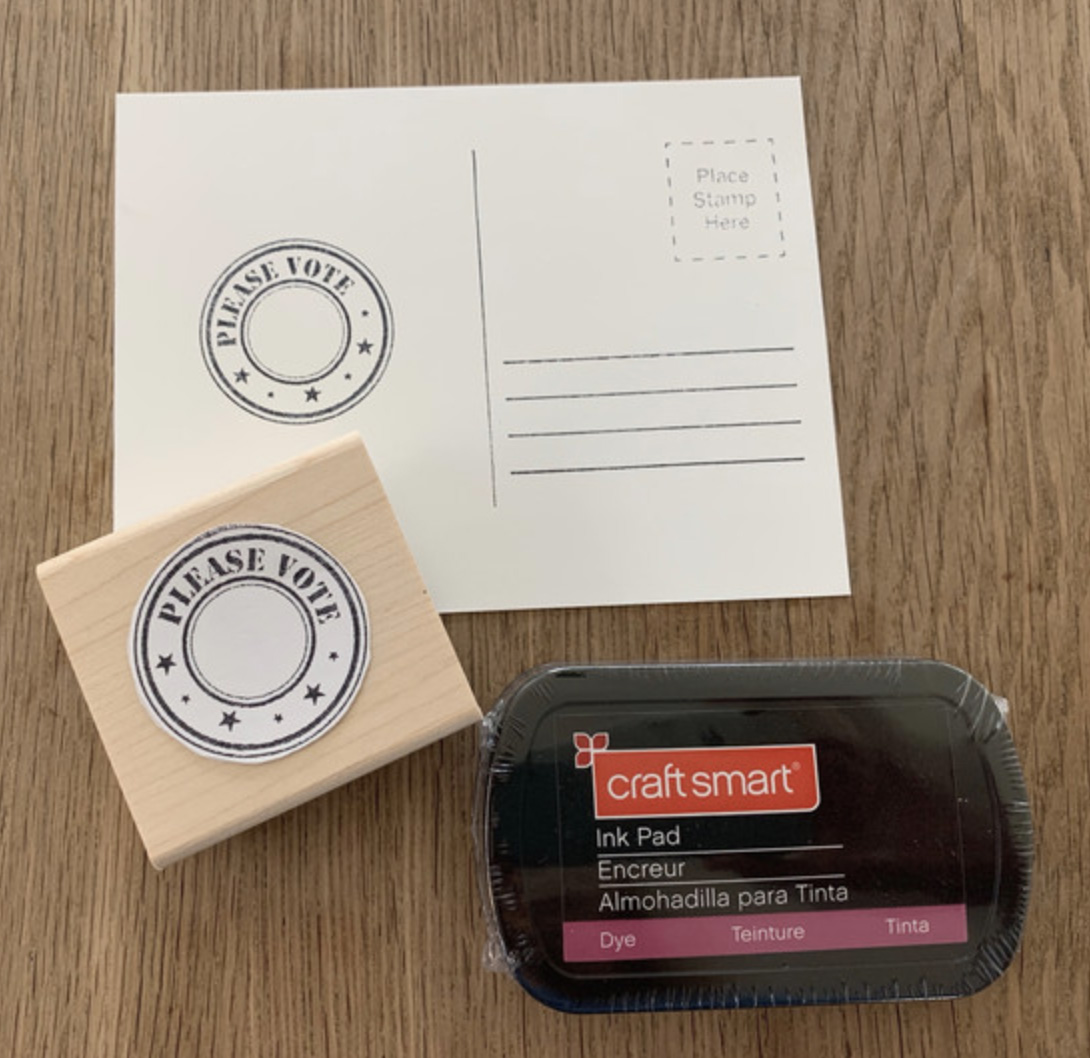 Place
Stamp
Here
PLEASE VOTE
PLEASE VOTE
craft smart®
Ink Pad
Encreur
Almohadilla para Tinta
Dye Teinture Tinta